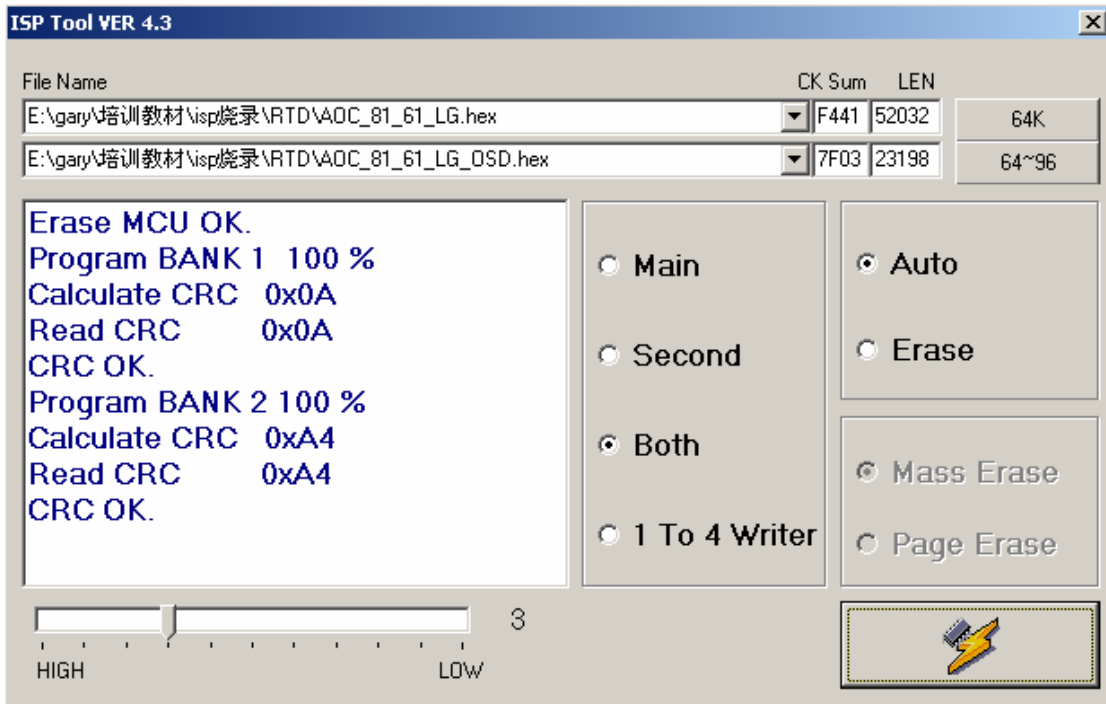 ISP Tool VER 4.3
File Name CK Sum LEN
E:\gary\培训教材\isp烧录\RTD\AOC_81_61_LG.hex F441 52032 64K
E:\gary\培训教材\isp烧录\RTD\AOC_81_61_LG_OSD.hex 7F03 23198 64~96
Erase MCU OK.
Program BANK 1 100 %
Calculate CRC 0x0A
Read CRC 0x0A
CRC OK.
Program BANK 2 100 %
Calculate CRC 0xA4
Read CRC 0xA4
CRC OK.
Main
Second
Both
1 To 4 Writer
Auto
Erase
Mass Erase
Page Erase
3
HIGH LOW